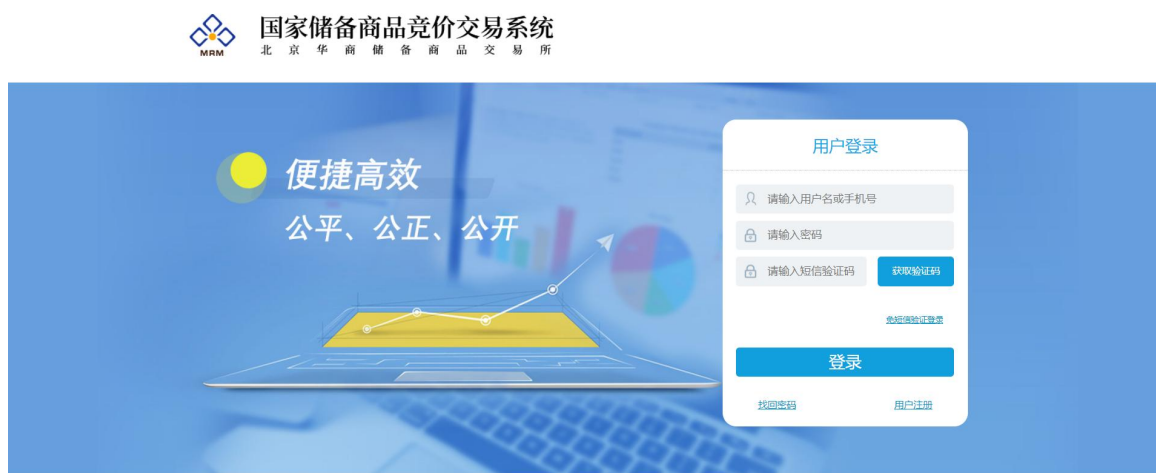 国家储备商品竞价交易系统
MRM
北京华商储备商品交易所
便捷高效
公平、公正、公开
用户登录
请输入用户名或手机号
请输入密码
请输入短信验证码
获取验证码
免短信验证登录
登录
找回密码
用户注册